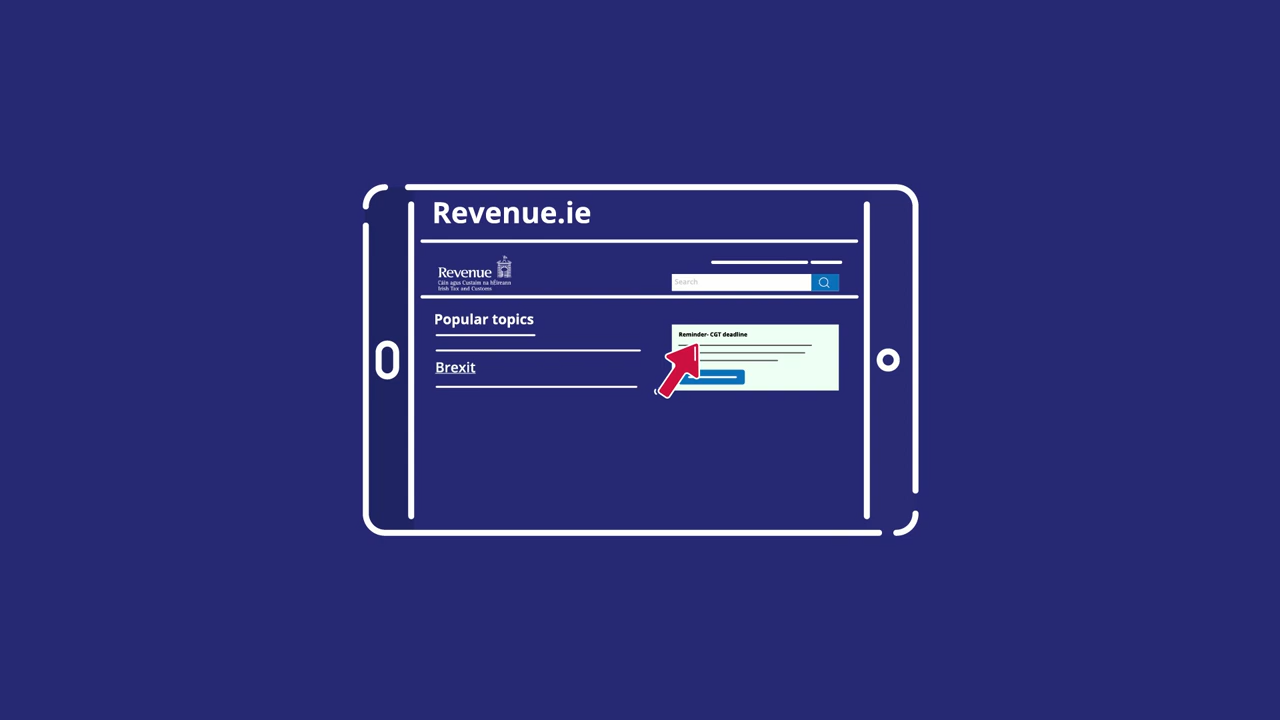 Revenue.ie
Revenue
Cáin agus Custaim na hÉireann
Irish Tax and Customs
Search
Popular topics
Reminder- CGT deadline
Brexit